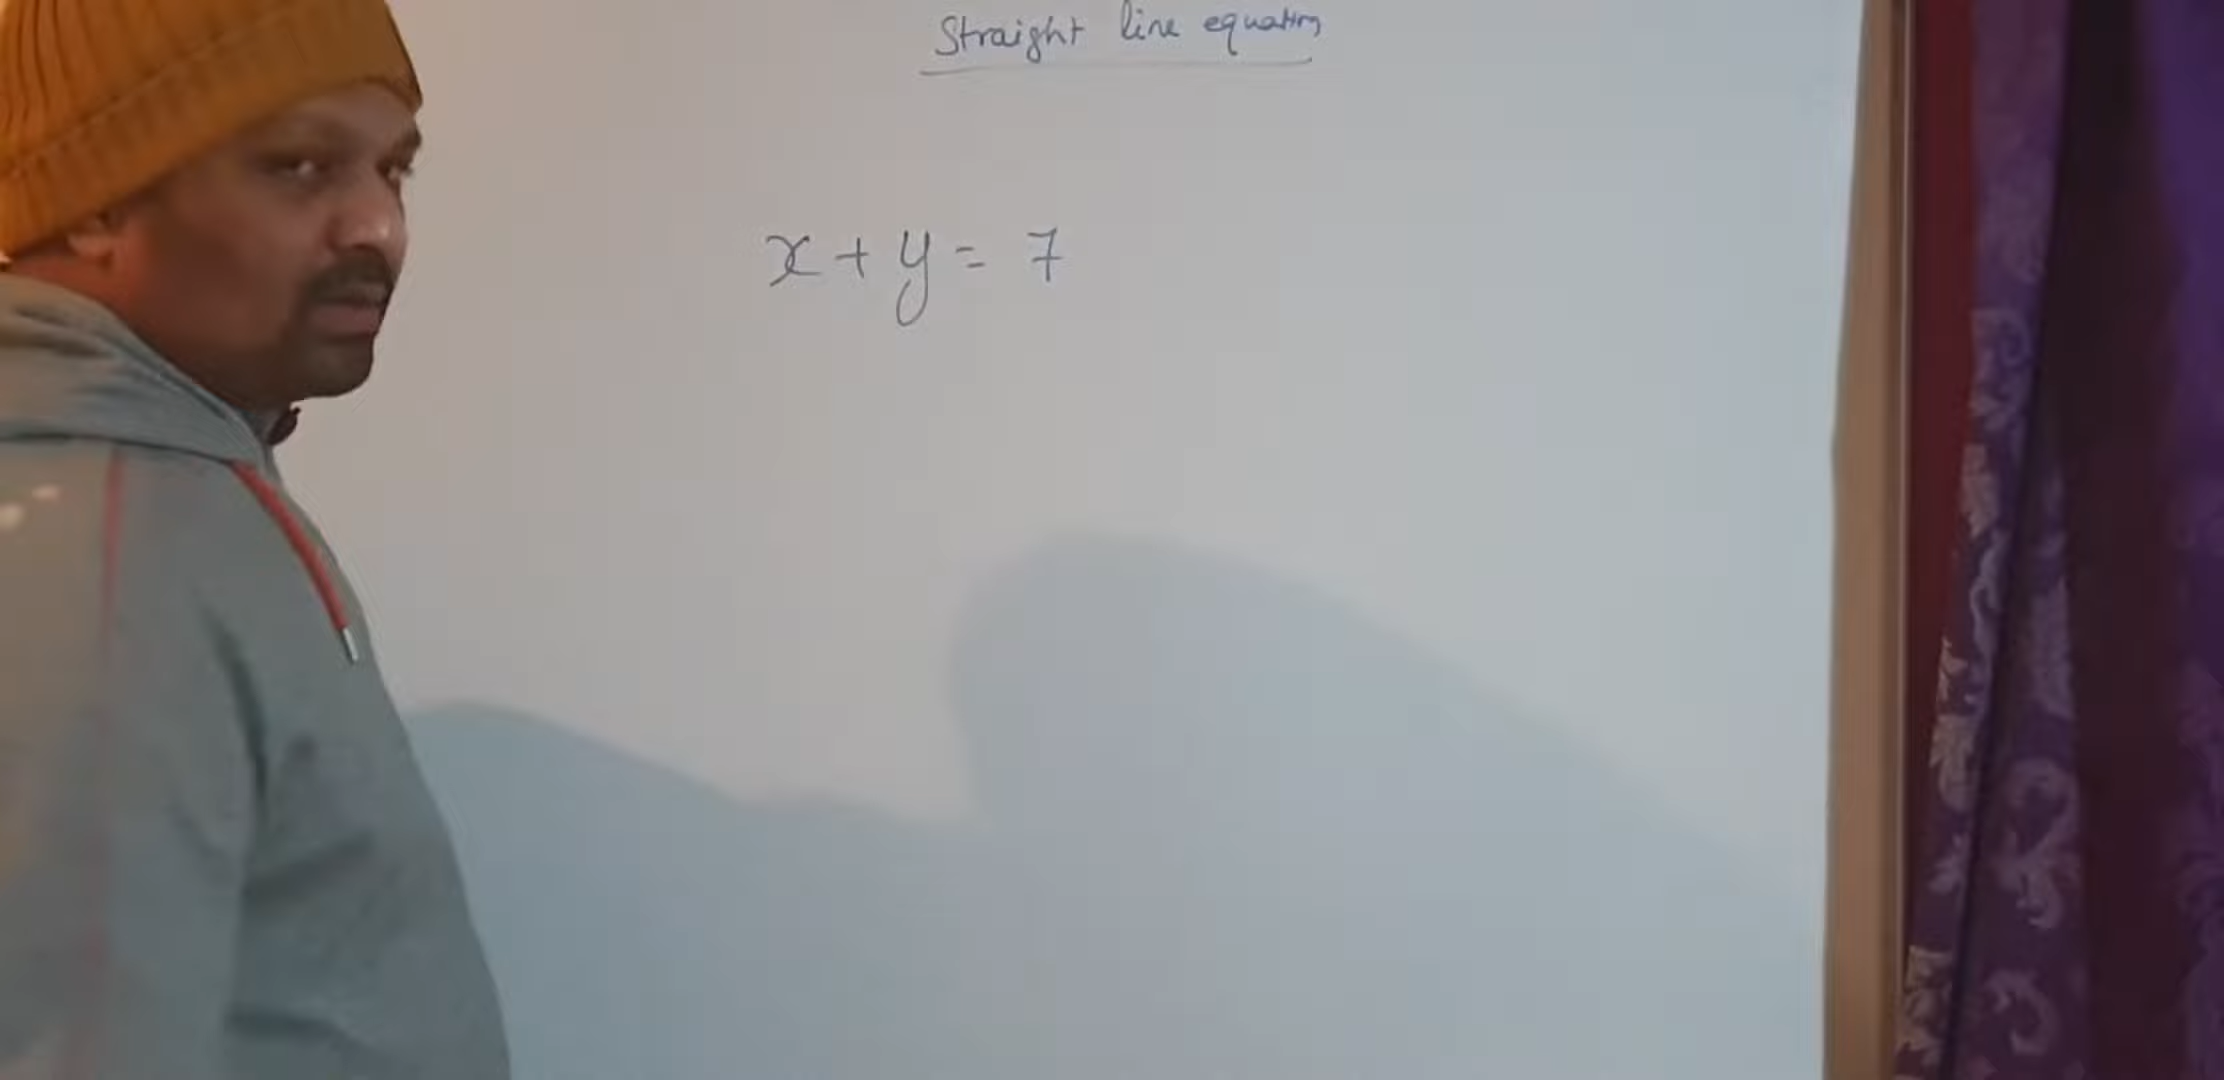 Straight line equation
x + y = 7